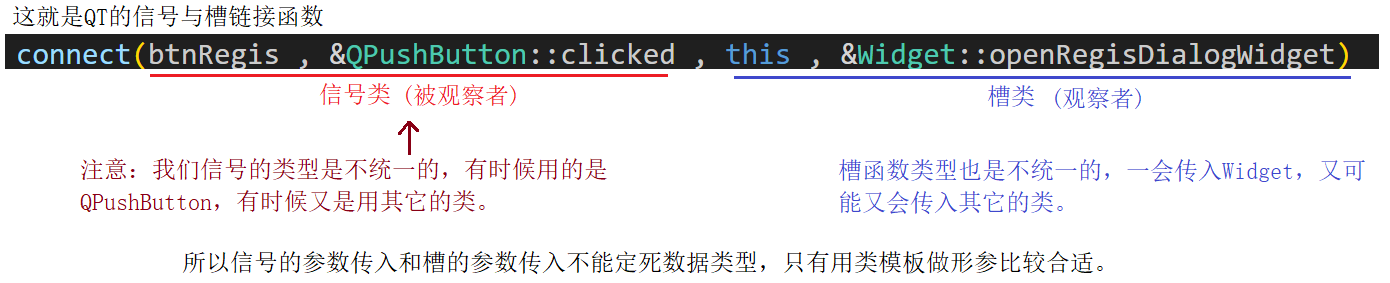 这就是QT的信号与槽链接函数
connect(btnRegis , &QPushButton::clicked , this , &Widget::openRegisDialogWidget)
信号类 (被观察者)
槽类 (观察者)
注意：我们信号的类型是不统一的，有时候用的是
QPushButton，有时候又是用其它的类。
槽函数类型也是不统一的，一会传入Widget，又可
能又会传入其它的类。
所以信号的参数传入和槽的参数传入不能定死数据类型，只有用类模板做形参比较合适。